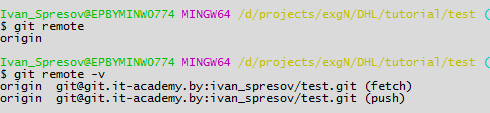 Ivan_Spresov@EPBYMINW0774 MINGW64 /d/projects/exgN/DHL/tutorial/test (
$ git remote
origin
Ivan_Spresov@EPBYMINW0774 MINGW64 /d/projects/exgN/DHL/tutorial/test (
$ git remote -v
origin  git@git.it-academy.by:ivan_spresov/test.git (fetch)
origin  git@git.it-academy.by:ivan_spresov/test.git (push)